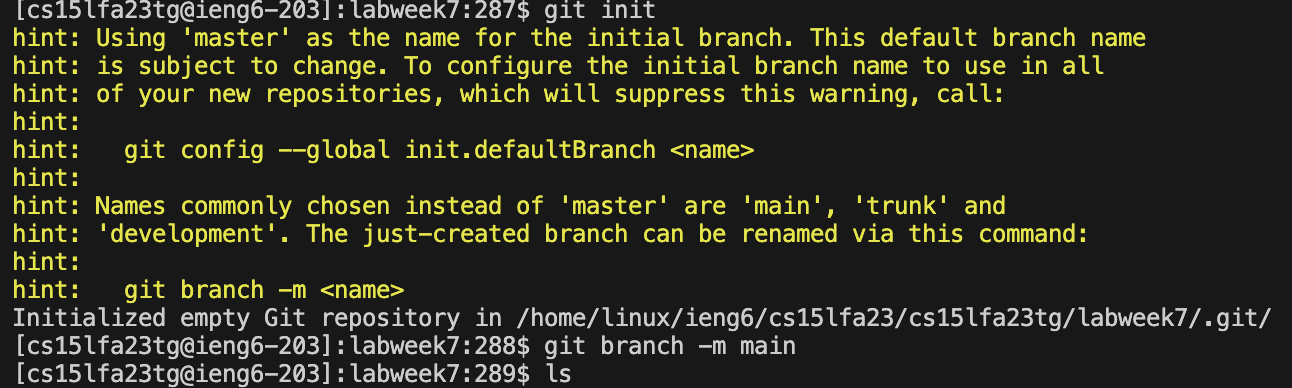 [cs15lfa23tg@ieng6-203]:labweek7:287$ git init
hint: Using 'master' as the name for the initial branch. This default branch name
hint: is subject to change. To configure the initial branch name to use in all
hint: of your new repositories, which will suppress this warning, call:
hint:
hint:   git config --global init.defaultBranch <name>
hint:
hint: Names commonly chosen instead of 'master' are 'main', 'trunk' and
hint: 'development'. The just-created branch can be renamed via this command:
hint:
hint:   git branch -m <name>
Initialized empty Git repository in /home/linux/ieng6/cs15lfa23/cs15lfa23tg/labweek7/.git/
[cs15lfa23tg@ieng6-203]:labweek7:288$ git branch -m main
[cs15lfa23tg@ieng6-203]:labweek7:289$ ls